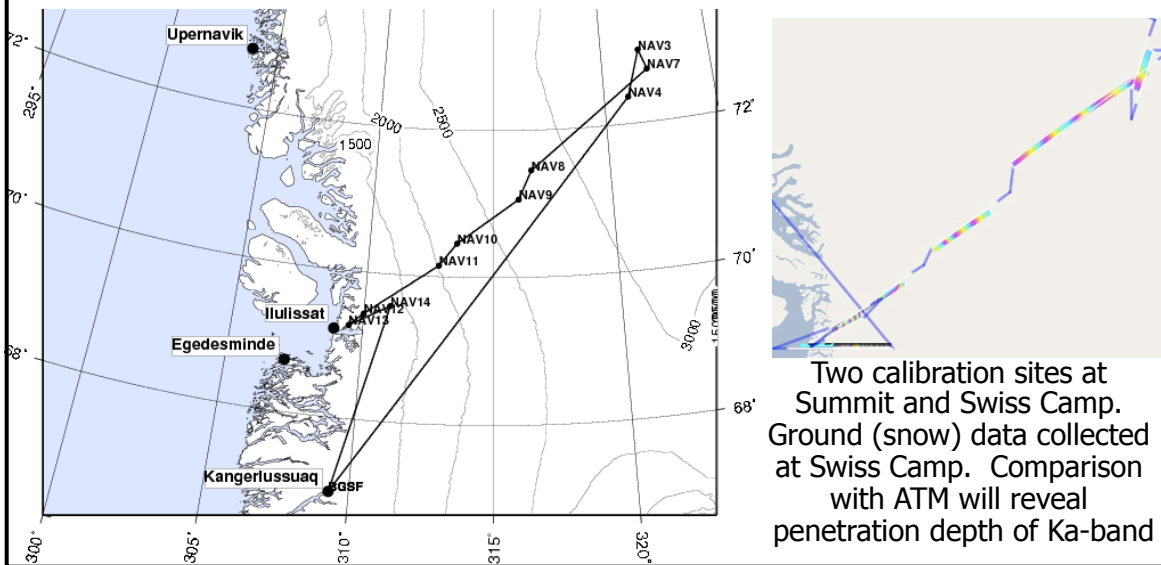 Upernavik
72°
295°
2000
2500
1500
NAV3
NAV7
NAV4
72°
NAV8
NAV9
NAV10
NAV11
70°
70°
NAV14
NAV12
NAV13
Ilulissat
Egedesminde
3000
68°
Kangerlussuaq
BGSF
300°
305°
310°
315°
320°
Two calibration sites at
Summit and Swiss Camp.
Ground (snow) data collected
at Swiss Camp. Comparison
with ATM will reveal
penetration depth of Ka-band